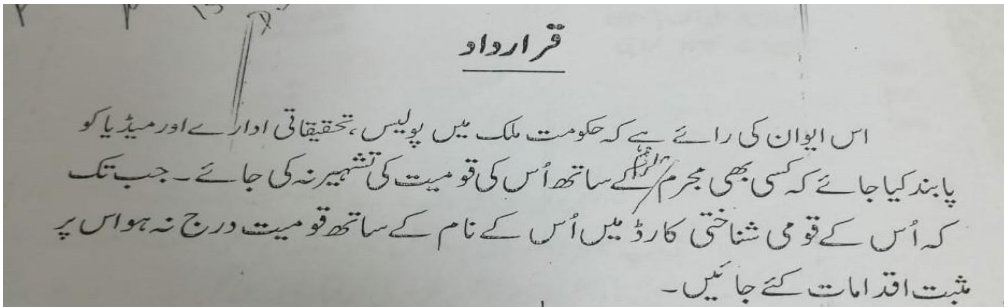 قرارداد
اس ایوان کی رائے ہے کہ حکومت ملک میں پولیس، تحقیقاتی ادارے اور میڈیا کو
پابند کیا جائے کہ کسی بھی مجرم / کے ساتھ اُس کی قومیت کی تشہیر نہ کی جائے۔ جب تک
کہ اُس کے قومی شناختی کارڈ میں اُس کے نام کے ساتھ قومیت درج نہ ہو اس پر
مثبت اقدامات کئے جائیں۔